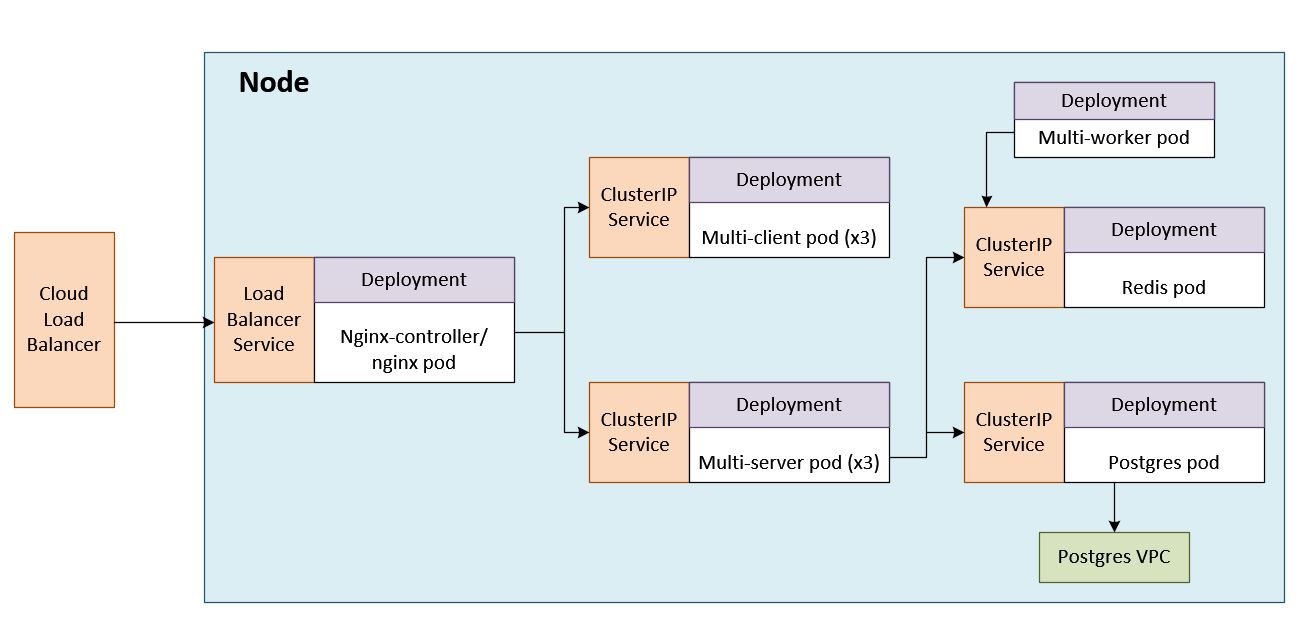 Node
Deployment
Multi-worker pod
ClusterIP
Service
Deployment
Multi-client pod (x3)
ClusterIP
Service
Deployment
Redis pod
Cloud
Load
Balancer
Load
Balancer
Service
Deployment
Nginx-controller/
nginx pod
ClusterIP
Service
Deployment
Multi-server pod (x3)
ClusterIP
Service
Deployment
Postgres pod
Postgres VPC